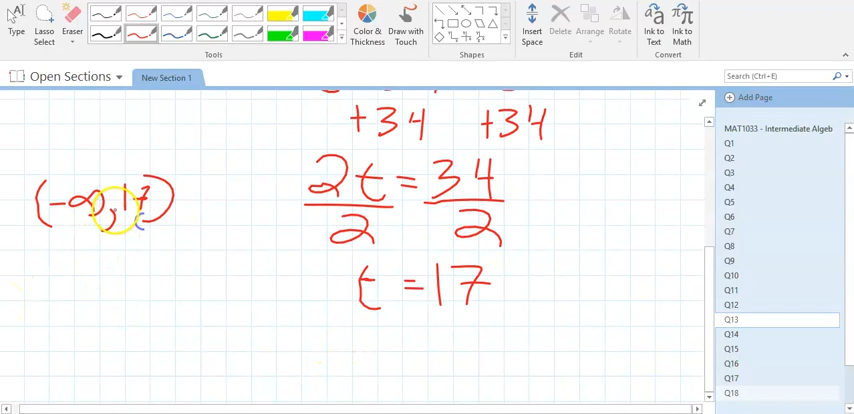 Type
Lasso Select
Eraser
Color & Thickness
Draw with Touch
Insert Space
Delete
Arrange
Rotate
Ink to Text
Ink to Math
Tools
Shapes
Edit
Convert
Open Sections
New Section 1
Search (Ctrl+E)
Add Page
+34 +34
2t = 34
2 2
t = 17
(-∞, 17)
MAT1033 - Intermediate Algeb
Q1
Q2
Q3
Q4
Q5
Q6
Q7
Q8
Q9
Q10
Q11
Q12
Q13
Q14
Q15
Q16
Q17
Q18